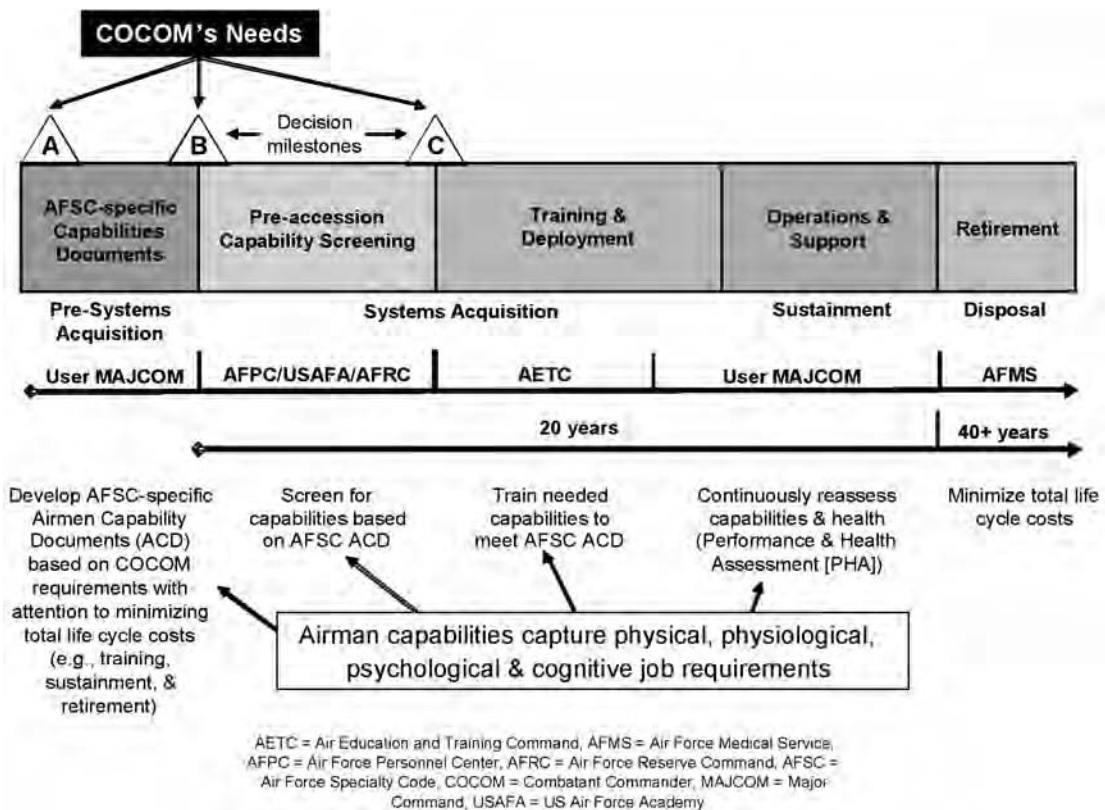 COCOM's Needs
A
B
Decision
milestones
C
AFSC-specific
Capabilities
Documents
Pre-accession
Capability Screening
Training &
Deployment
Operations &
Support
Retirement
Pre-Systems
Acquisition
Systems Acquisition
Sustainment
Disposal
User MAJCOM
AFPC/USAFA/AFRC
AETC
User MAJCOM
AFMS
20 years
40+ years
Develop AFSC-specific
Airmen Capability
Documents (ACD)
based on COCOM
requirements with
attention to minimizing
total life cycle costs
(e.g., training,
sustainment, &
retirement)
Screen for
capabilities based
on AFSC ACD
Train needed
capabilities to
meet AFSC ACD
Continuously reassess
capabilities & health
(Performance & Health
Assessment [PHA])
Minimize total life
cycle costs
Airman capabilities capture physical, physiological,
psychological & cognitive job requirements
AETC = Air Education and Training Command, AFMS = Air Force Medical Service,
AFPC = Air Force Personnel Center, AFRC = Air Force Reserve Command, AFSC =
Air Force Specialty Code, COCOM = Combatant Commander, MAJCOM = Major
Command, USAFA = US Air Force Academy